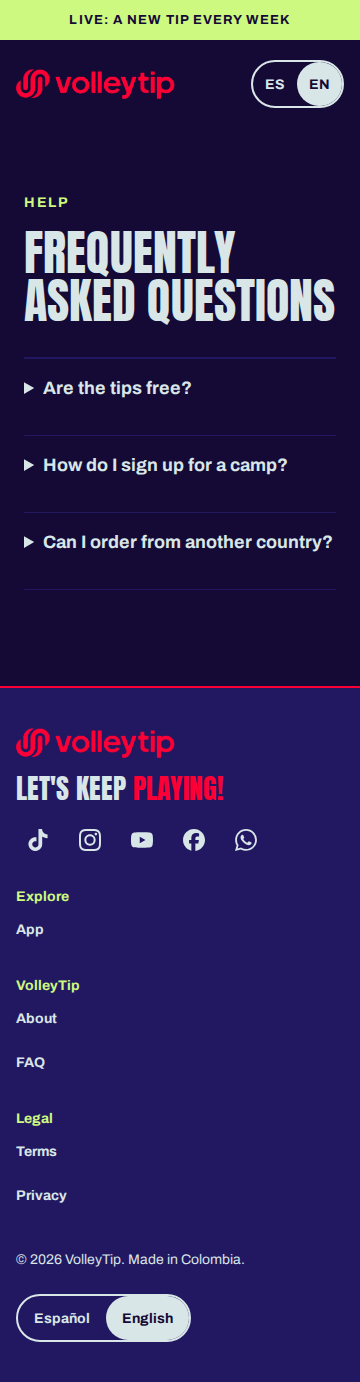 LIVE: A NEW TIP EVERY WEEK
volleytip
ES EN
HELP
FREQUENTLY
ASKED QUESTIONS
Are the tips free?
How do I sign up for a camp?
Can I order from another country?
volleytip
LET'S KEEP PLAYING!
Explore
App
VolleyTip
About
FAQ
Legal
Terms
Privacy
© 2026 VolleyTip. Made in Colombia.
Español English